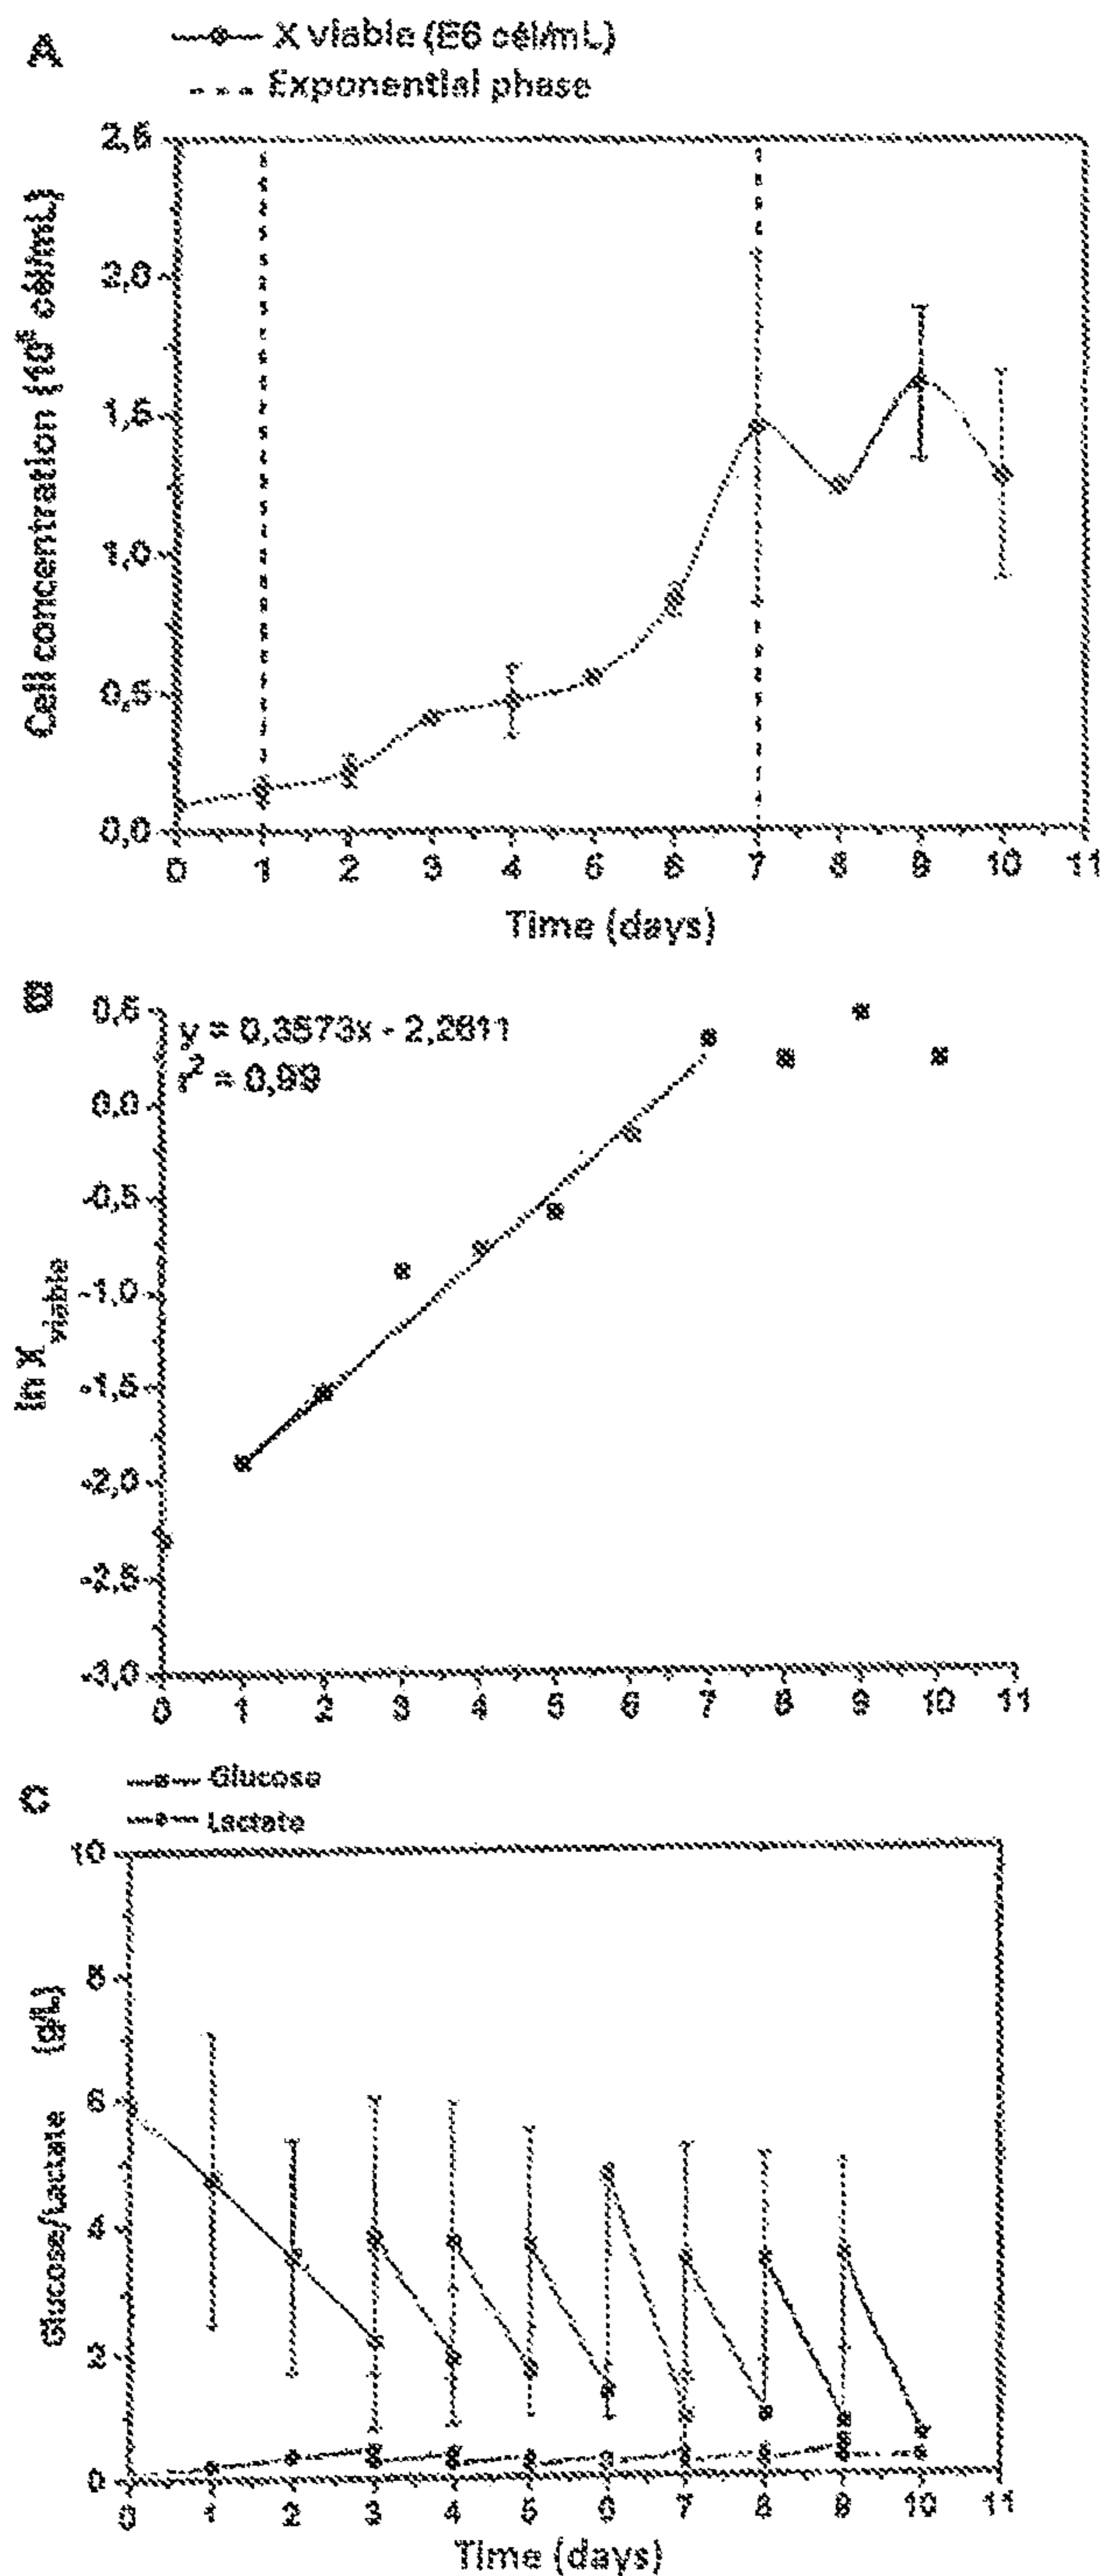 A
X viable (E6 cél/mL)
Exponential phase
2,5
2,0
1,5
1,0
0,5
0,0
Cell concentration (10⁶ cél/mL)
0 1 2 3 4 5 6 7 8 9 10 11
Time (days)
B
y = 0,3573x - 2,2611
r² = 0,99
0,5
0,0
-0,5
-1,0
-1,5
-2,0
-2,5
-3,0
ln X viable
0 1 2 3 4 5 6 7 8 9 10 11
C
Glucose
Lactate
10
8
6
4
2
0
Glucose/Lactate (g/L)
0 1 2 3 4 5 6 7 8 9 10 11
Time (days)